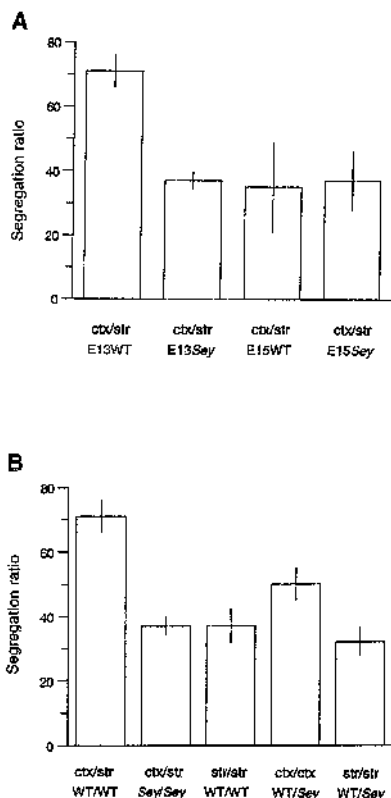 A
80
60
40
20
0
Segregation ratio
ctx/str ctx/str ctx/str ctx/str
E13WT E13Sey E15WT E15Sey
B
80
60
40
20
0
Segregation ratio
ctx/str ctx/str str/str ctx/ctx str/str
WT/WT Sey/Sey WT/WT WT/Sey WT/Sey